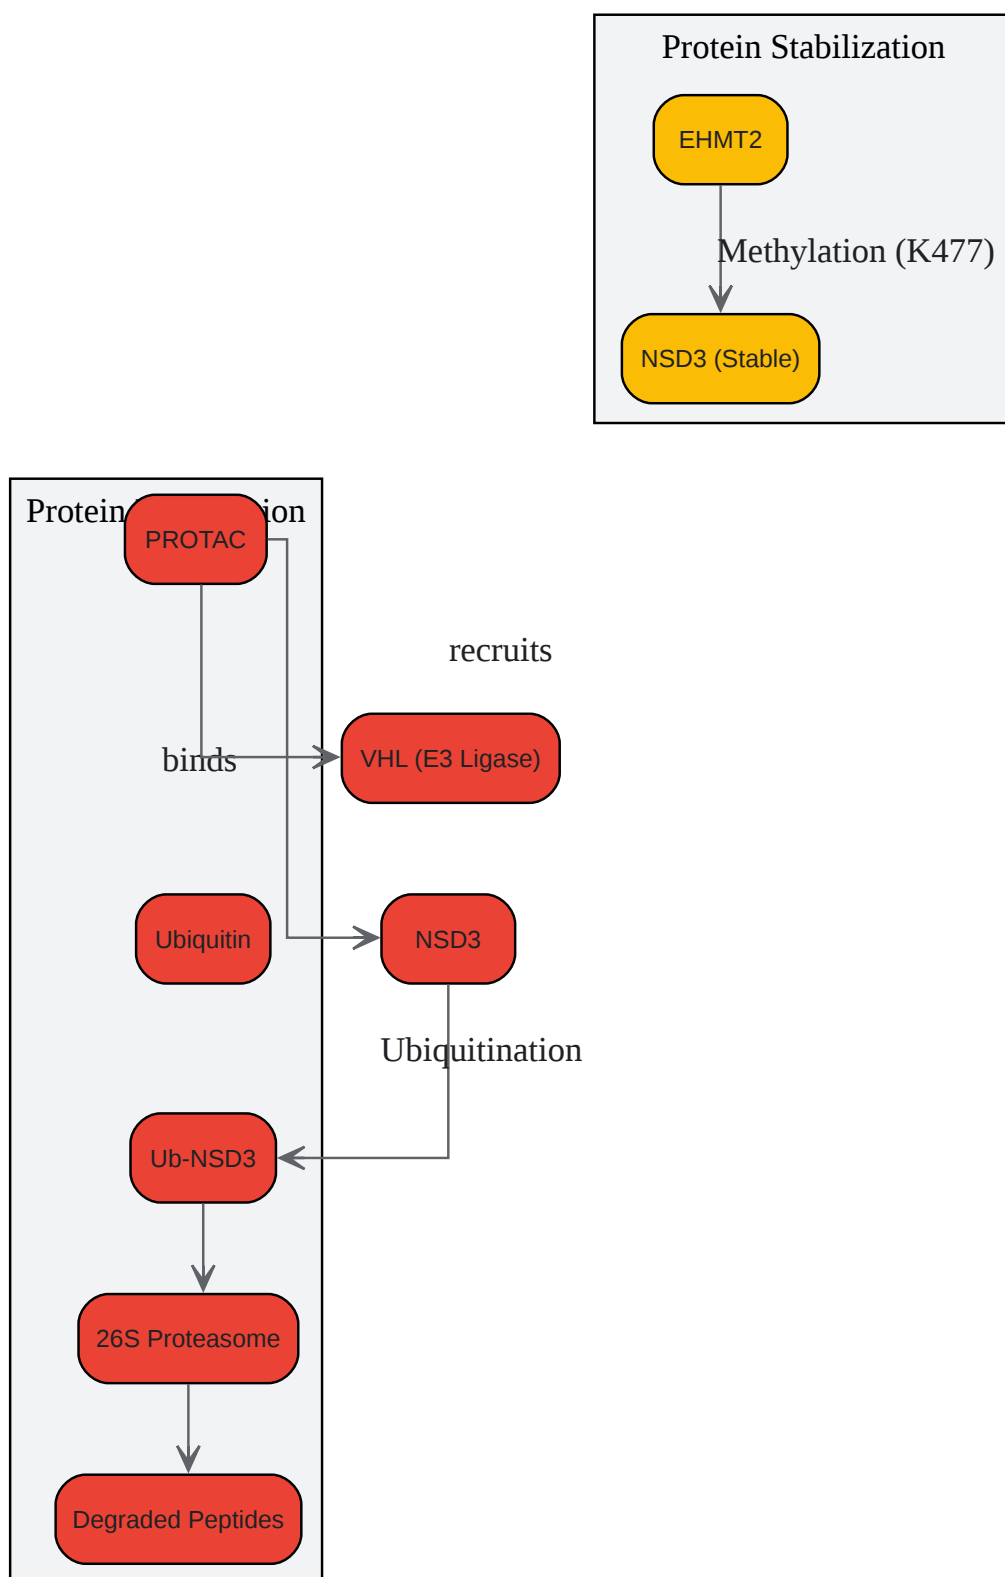 Protein Stabilization
EHMT2
Methylation (K477)
NSD3 (Stable)
Protein
PROTAC
recruits
binds
VHL (E3 Ligase)
Ubiquitin
NSD3
Ubiquitination
Ub-NSD3
26S Proteasome
Degraded Peptides